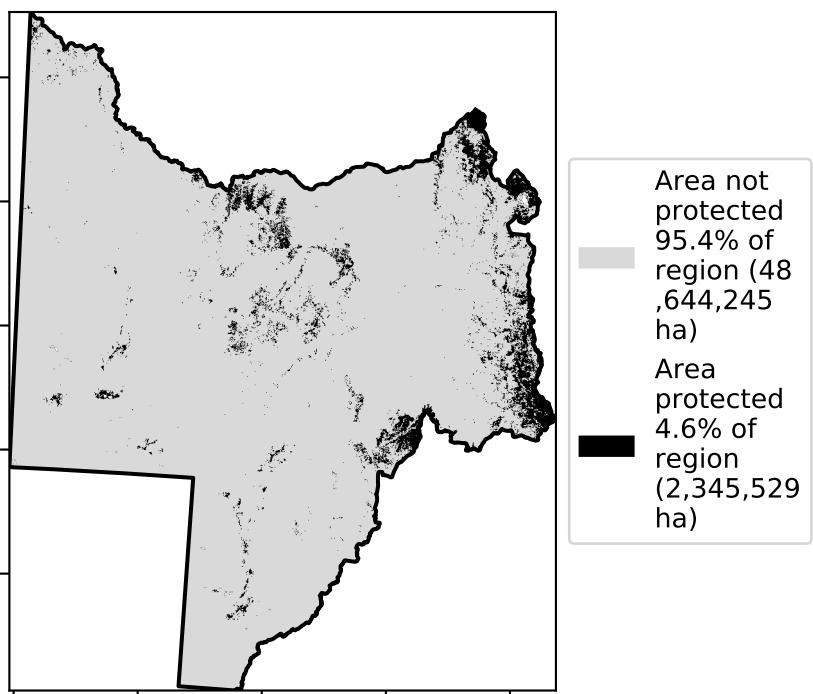 Area not
protected
95.4% of
region (48
,644,245
ha)
Area
protected
4.6% of
region
(2,345,529
ha)